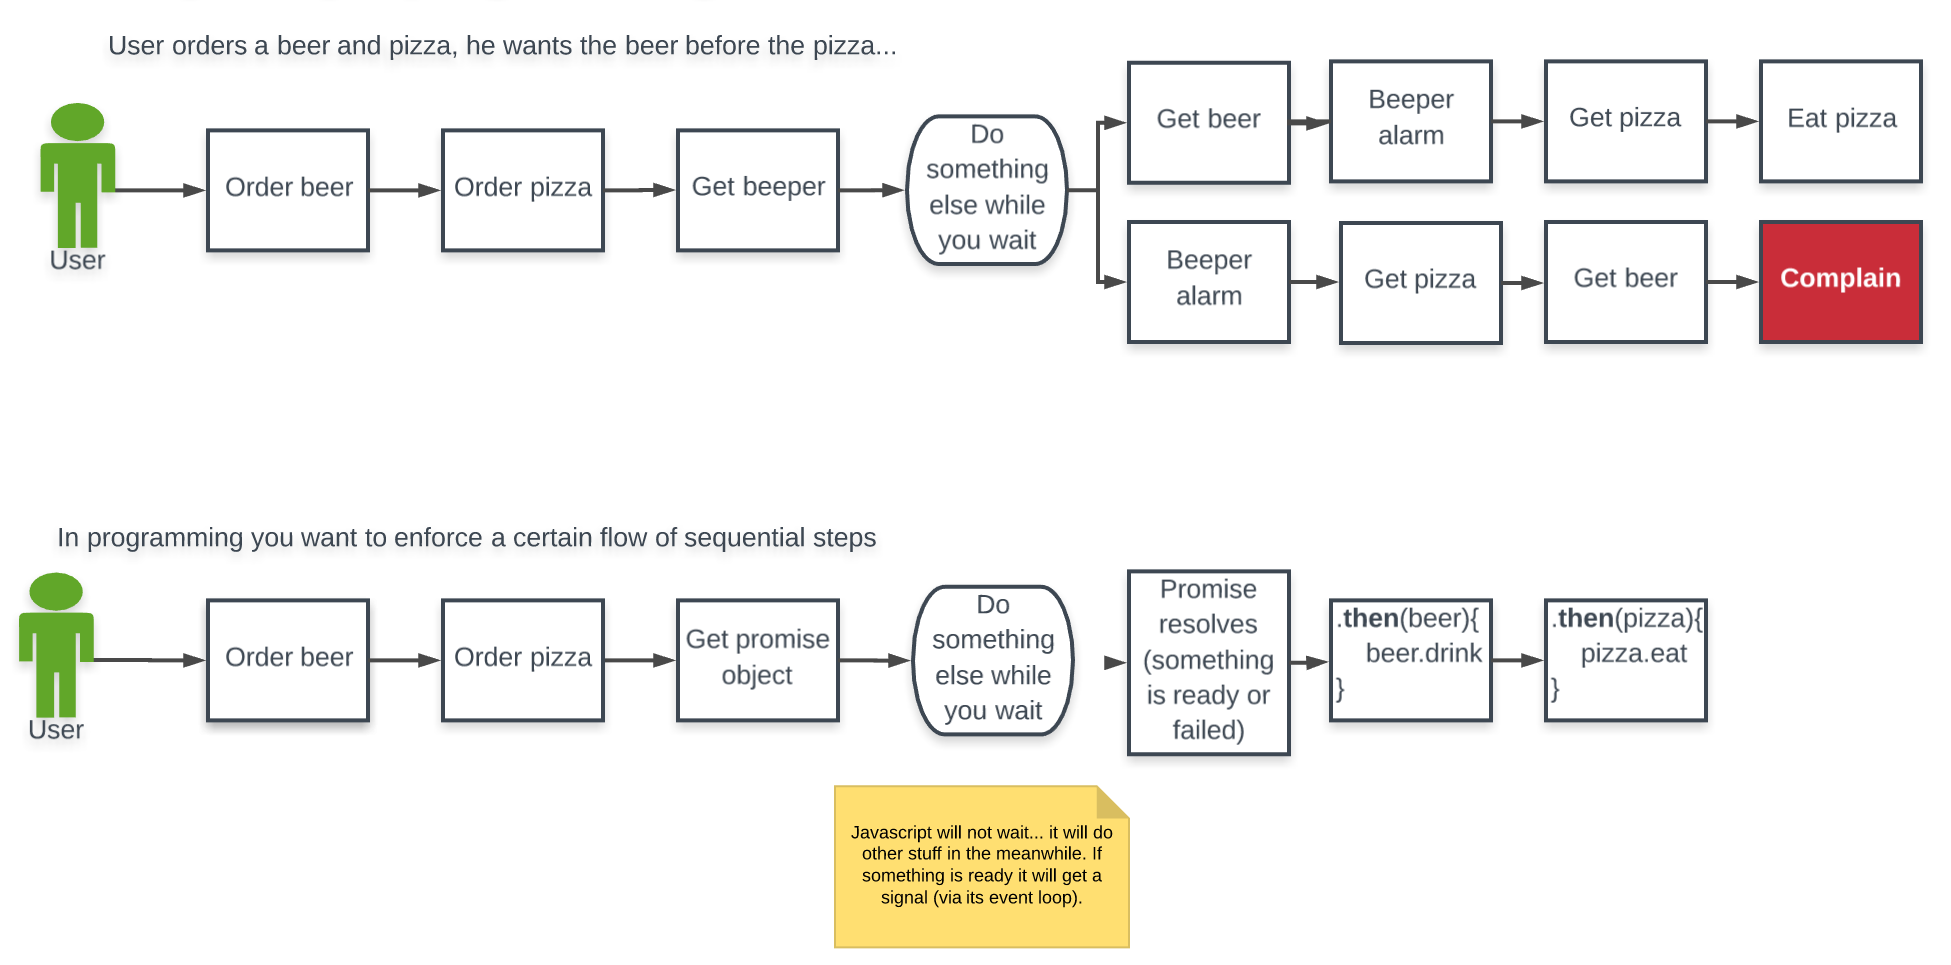 User orders a beer and pizza, he wants the beer before the pizza...
User
Order beer
Order pizza
Get beeper
Do
something
else while
you wait
Get beer
Beeper
alarm
Get pizza
Eat pizza
Beeper
alarm
Get pizza
Get beer
Complain
In programming you want to enforce a certain flow of sequential steps
User
Order beer
Order pizza
Get promise
object
Do
something
else while
you wait
Promise
resolves
(something
is ready or
failed)
.then(beer){
beer.drink
}
.then(pizza){
pizza.eat
}
Javascript will not wait... it will do
other stuff in the meanwhile. If
something is ready it will get a
signal (via its event loop).